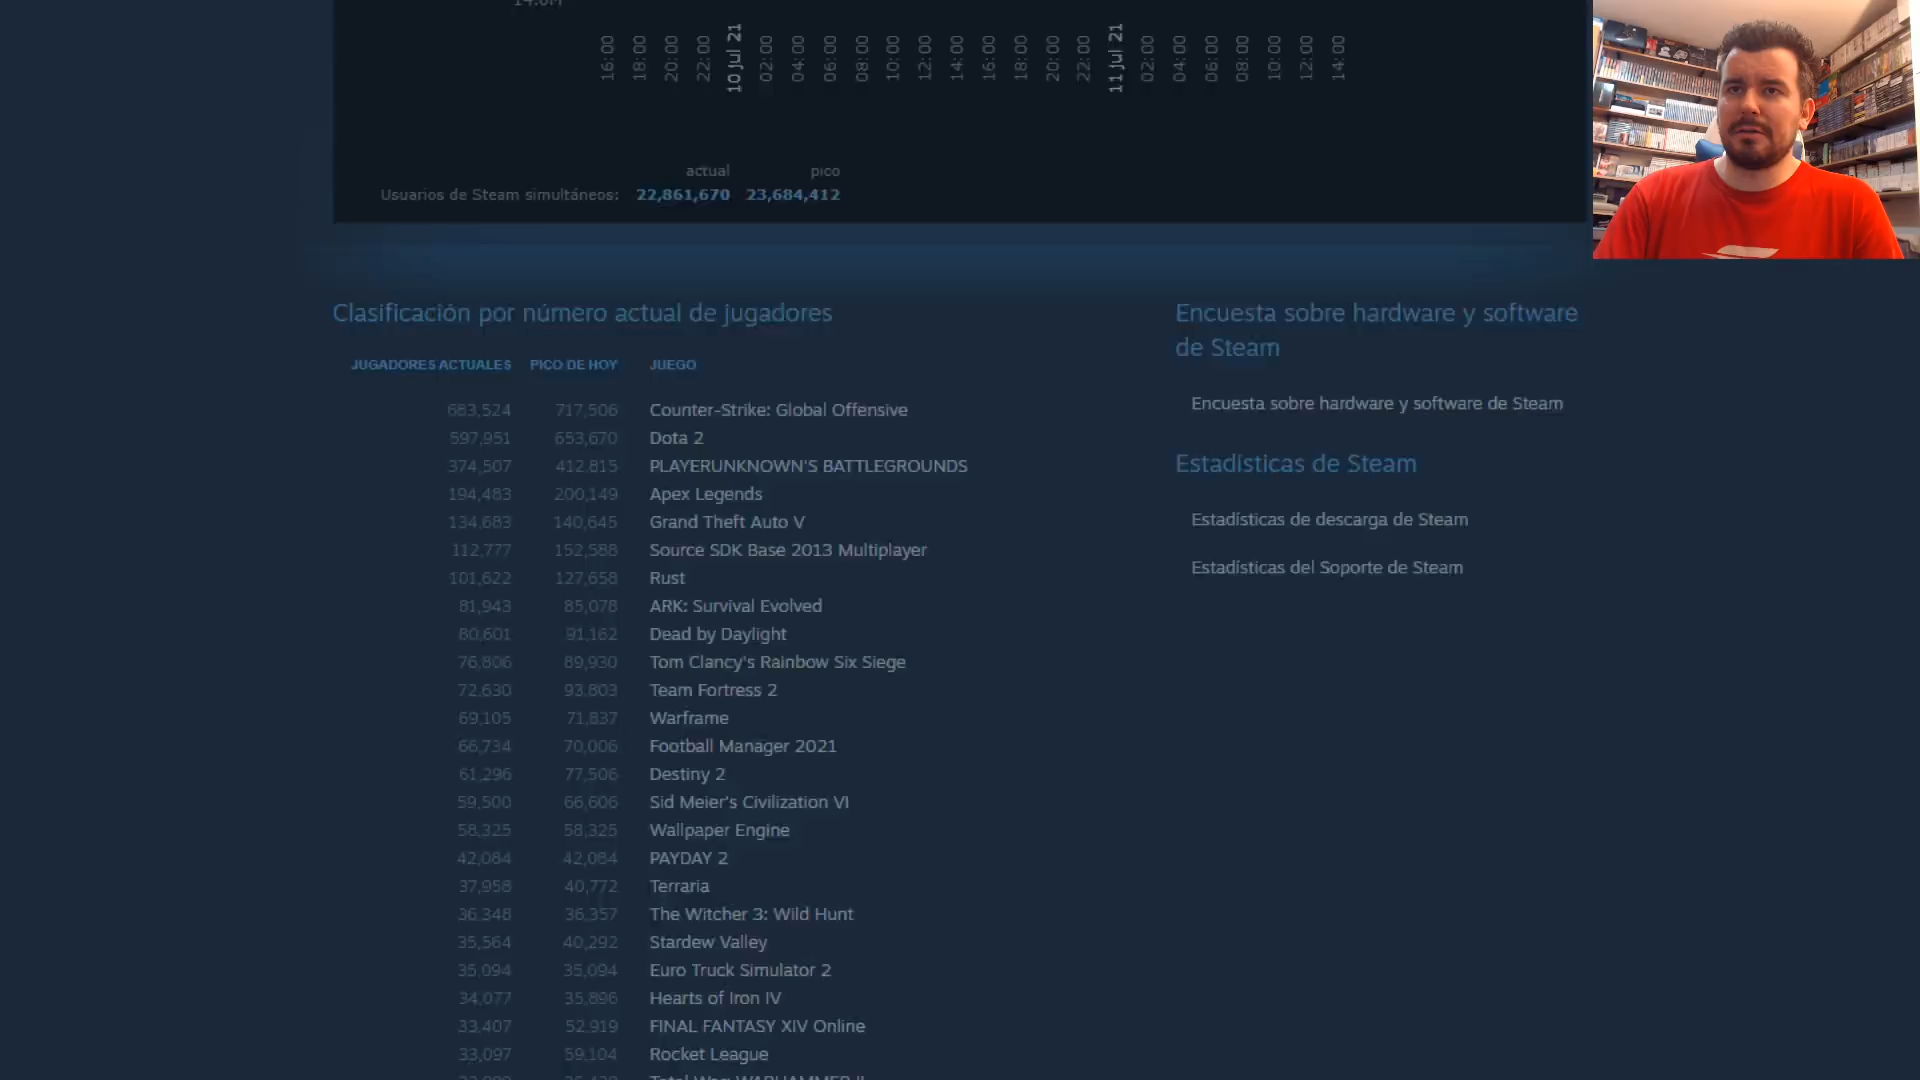 16:00 18:00 20:00 22:00 10 Jul 21 02:00 04:00 06:00 08:00 10:00 12:00 14:00 16:00 18:00 20:00 22:00 11 Jul 21 02:00 04:00 06:00 08:00 10:00 12:00 14:00
actual pico
Usuarios de Steam simultáneos: 22,861,670 23,684,412
Clasificación por número actual de jugadores
JUGADORES ACTUALES PICO DE HOY JUEGO
683,524 717,506 Counter-Strike: Global Offensive
597,951 653,670 Dota 2
374,507 412,815 PLAYERUNKNOWN'S BATTLEGROUNDS
194,483 200,149 Apex Legends
134,683 140,645 Grand Theft Auto V
112,777 152,588 Source SDK Base 2013 Multiplayer
101,622 127,658 Rust
81,943 85,078 ARK: Survival Evolved
80,601 91,162 Dead by Daylight
76,806 89,930 Tom Clancy's Rainbow Six Siege
72,630 93,803 Team Fortress 2
69,105 71,837 Warframe
66,734 70,006 Football Manager 2021
61,296 77,506 Destiny 2
59,500 66,606 Sid Meier's Civilization VI
58,325 58,325 Wallpaper Engine
42,084 42,084 PAYDAY 2
37,958 40,772 Terraria
36,348 36,357 The Witcher 3: Wild Hunt
35,564 40,292 Stardew Valley
35,094 35,094 Euro Truck Simulator 2
34,077 35,896 Hearts of Iron IV
33,407 52,919 FINAL FANTASY XIV Online
33,097 59,104 Rocket League
Encuesta sobre hardware y software
de Steam
Encuesta sobre hardware y software de Steam
Estadísticas de Steam
Estadísticas de descarga de Steam
Estadísticas del Soporte de Steam